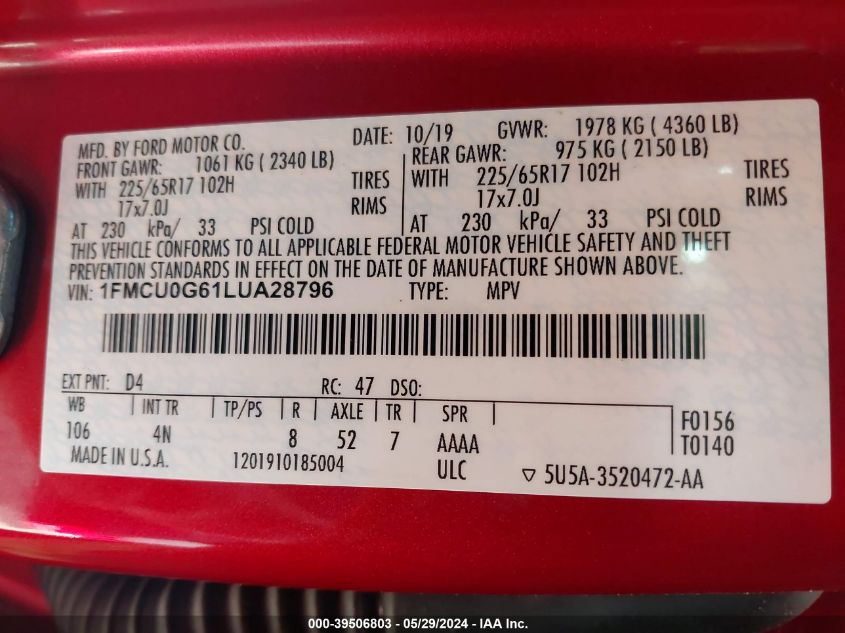 MFD. BY FORD MOTOR CO. DATE: 10/19 GVWR: 1978 KG ( 4360 LB)
FRONT GAWR: 1061 KG ( 2340 LB) REAR GAWR: 975 KG ( 2150 LB)
WITH 225/65R17 102H TIRES WITH 225/65R17 102H TIRES
17x7.0J RIMS 17x7.0J RIMS
AT 230 kPa/ 33 PSI COLD AT 230 kPa/ 33 PSI COLD
THIS VEHICLE CONFORMS TO ALL APPLICABLE FEDERAL MOTOR VEHICLE SAFETY AND THEFT
PREVENTION STANDARDS IN EFFECT ON THE DATE OF MANUFACTURE SHOWN ABOVE.
VIN: 1FMCU0G61LUA28796 TYPE: MPV
EXT PNT: D4 RC: 47 DSO:
WB INT TR TP/PS R AXLE TR SPR F0156
106 4N 8 52 7 AAAA T0140
MADE IN U.S.A. 1201910185004 ULC ▽ 5U5A-3520472-AA
000-39506803 - 05/29/2024 - IAA Inc.